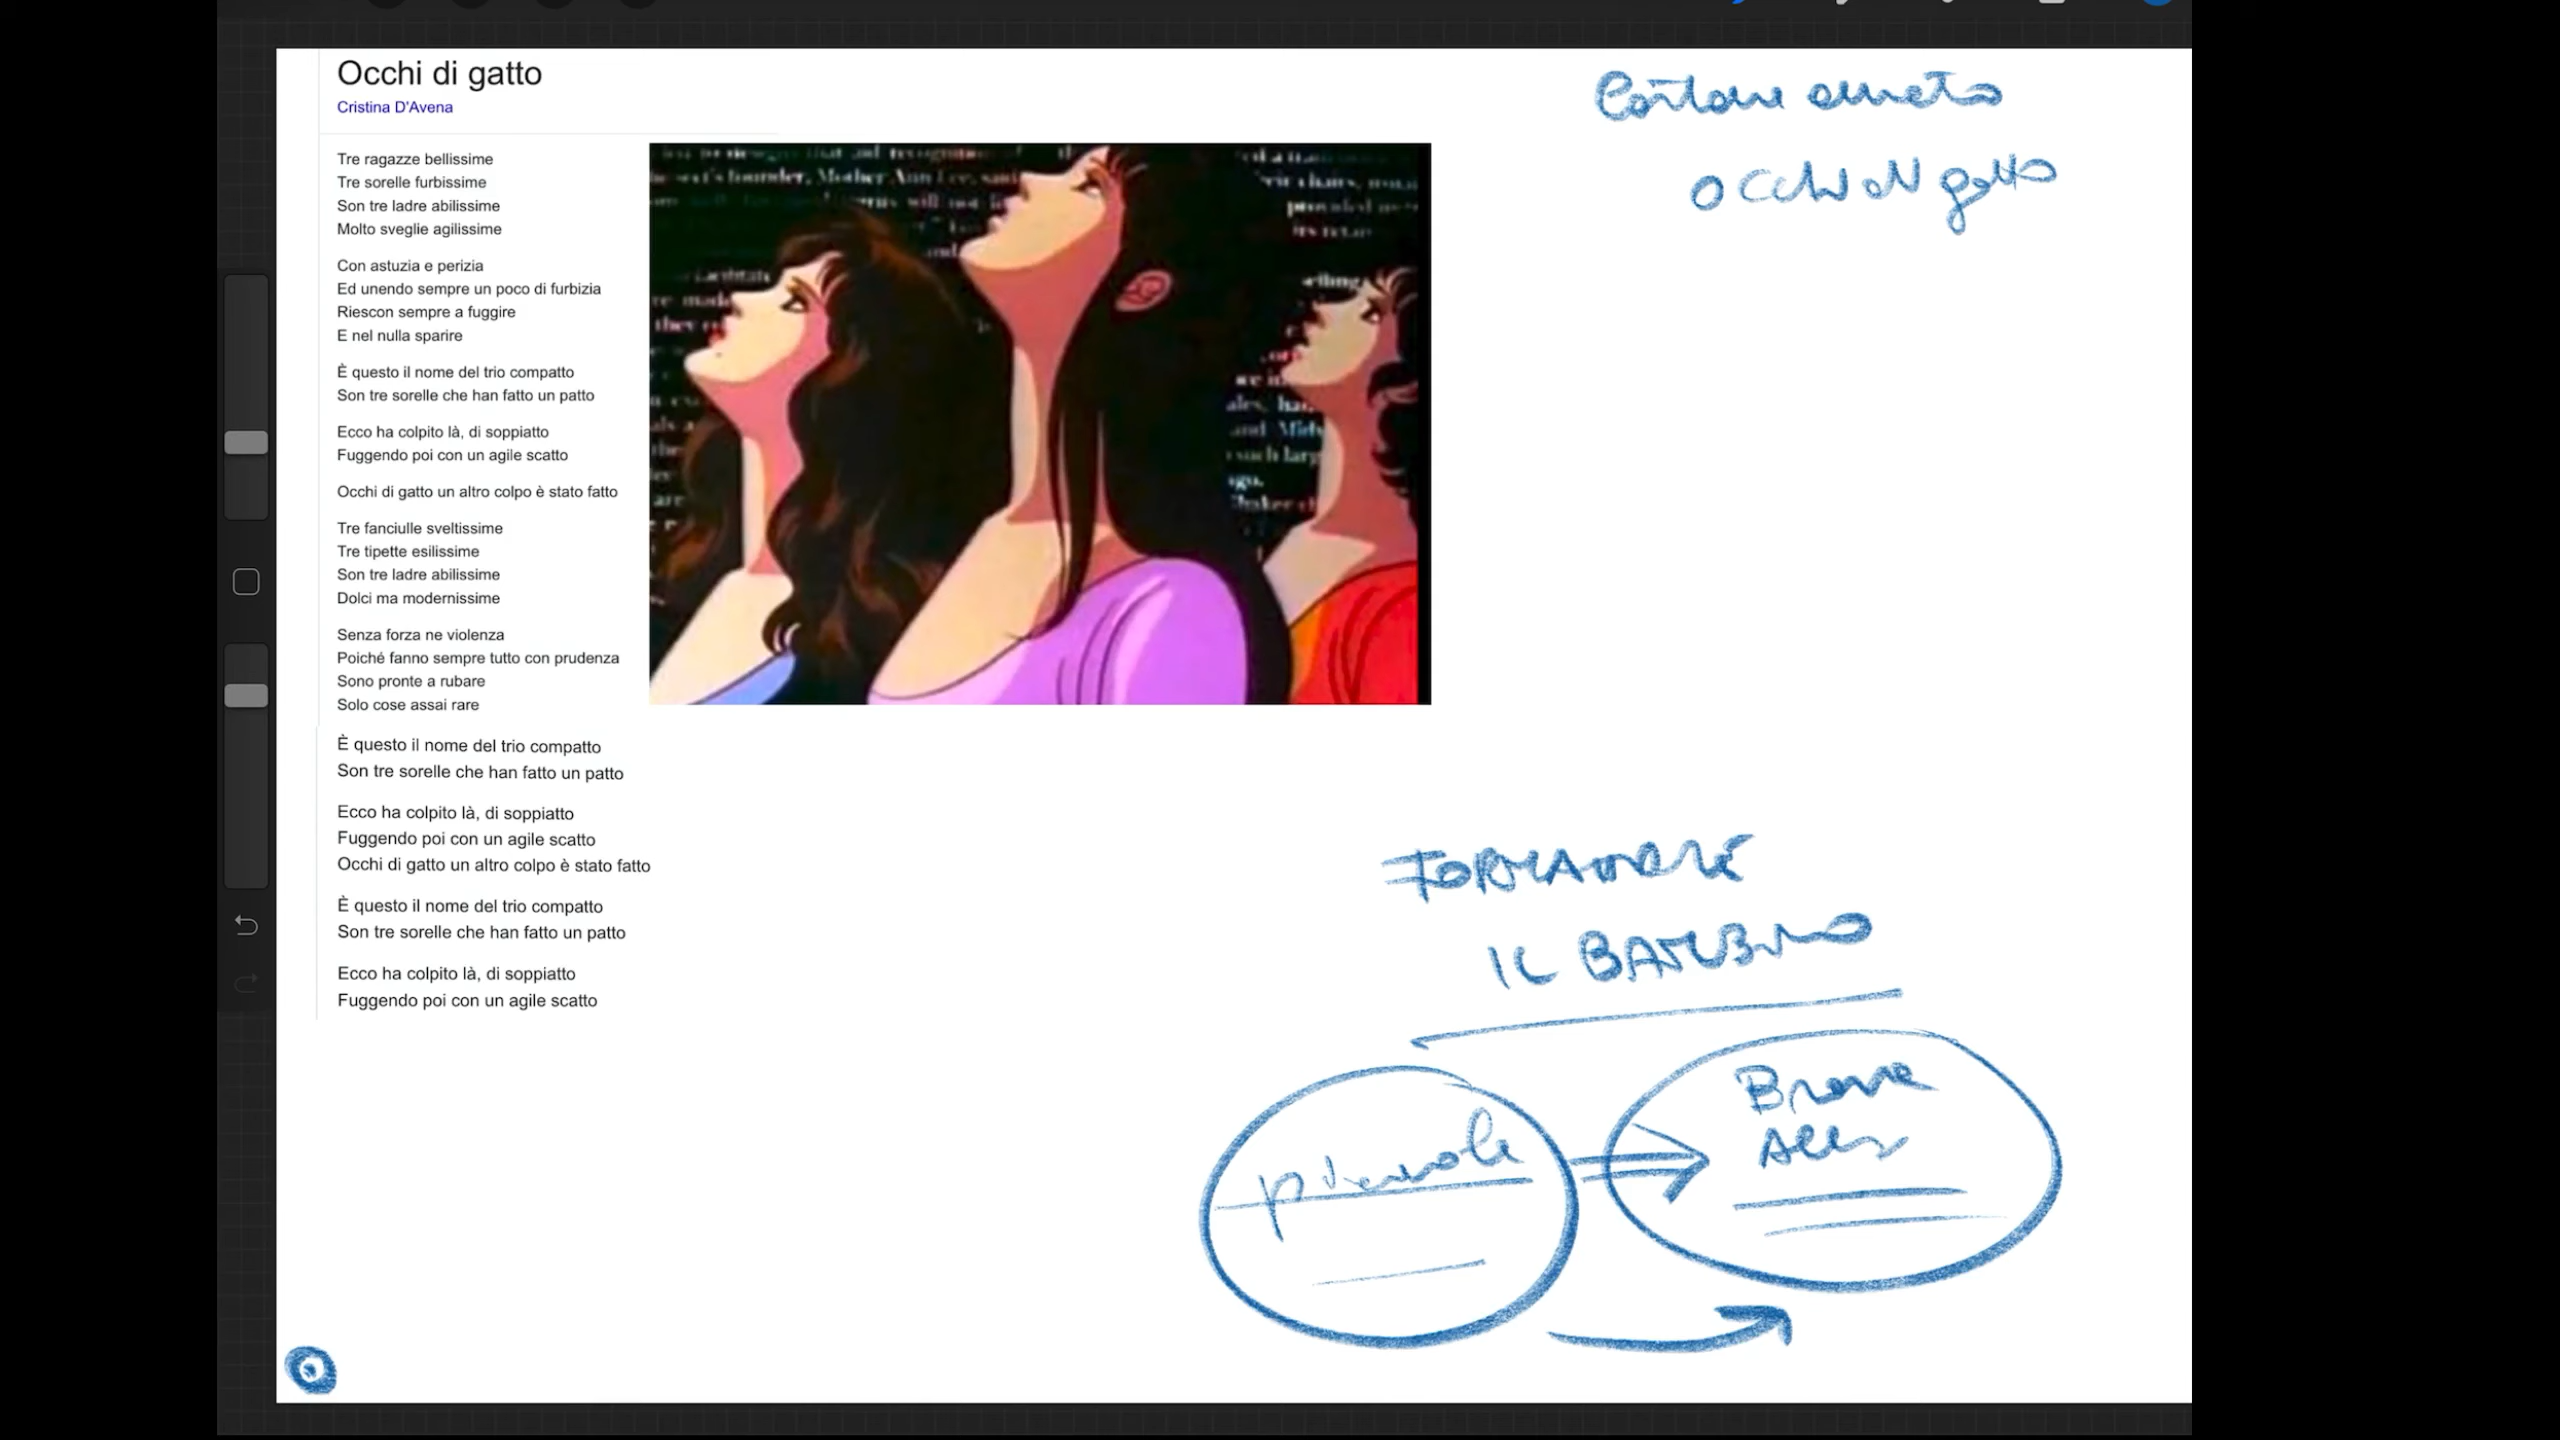 Occhi di gatto
Cristina D'Avena
Tre ragazze bellissime
Tre sorelle furbissime
Son tre ladre abilissime
Molto sveglie agilissime
Con astuzia e perizia
Ed unendo sempre un poco di furbizia
Riescon sempre a fuggire
E nel nulla sparire
È questo il nome del trio compatto
Son tre sorelle che han fatto un patto
Ecco ha colpito là, di soppiatto
Fuggendo poi con un agile scatto
Occhi di gatto un altro colpo è stato fatto
Tre fanciulle sveltissime
Tre tipette esilissime
Son tre ladre abilissime
Dolci ma modernissime
Senza forza ne violenza
Poiché fanno sempre tutto con prudenza
Sono pronte a rubare
Solo cose assai rare
È questo il nome del trio compatto
Son tre sorelle che han fatto un patto
Ecco ha colpito là, di soppiatto
Fuggendo poi con un agile scatto
Occhi di gatto un altro colpo è stato fatto
È questo il nome del trio compatto
Son tre sorelle che han fatto un patto
Ecco ha colpito là, di soppiatto
Fuggendo poi con un agile scatto
founder, Mother Ann Lee,
will not
and
such
Cartone
Occhi di gatto
IL BAMBINO